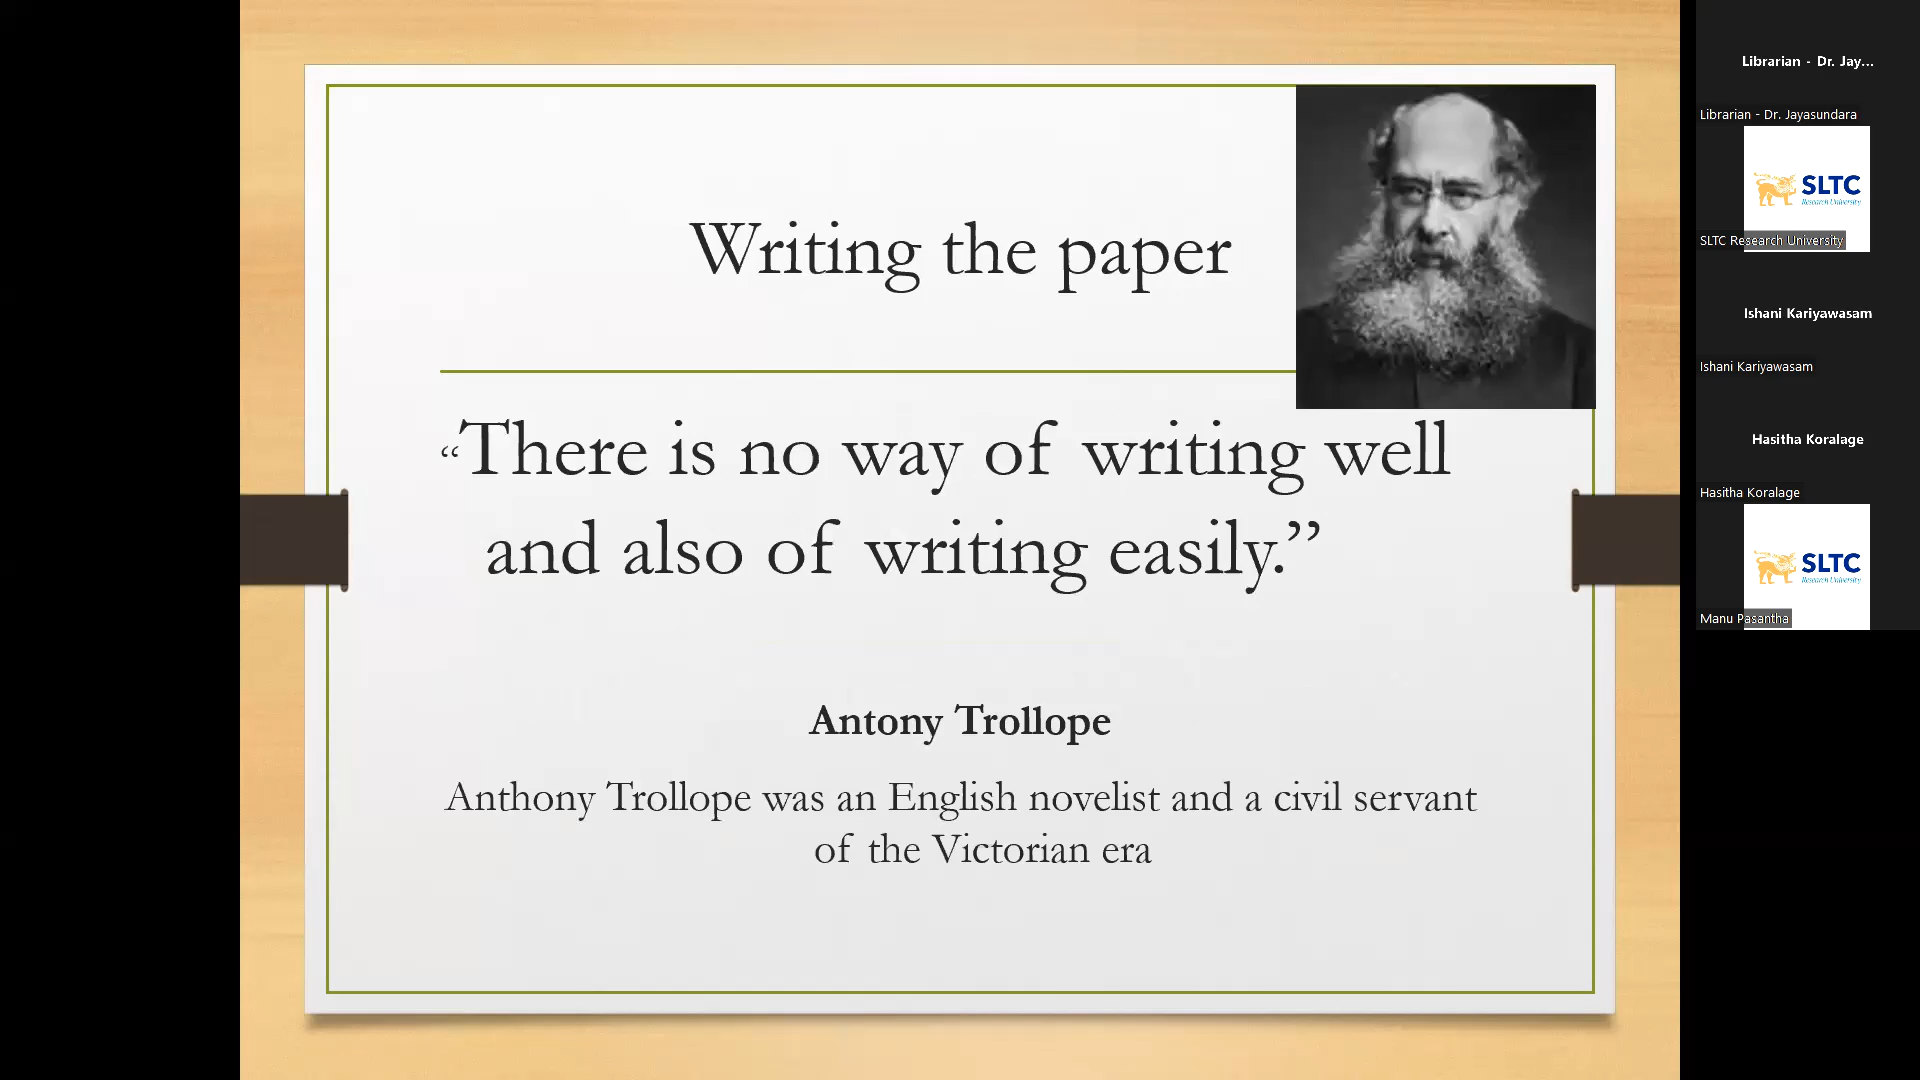 Writing the paper
“There is no way of writing well
and also of writing easily.”
Antony Trollope
Anthony Trollope was an English novelist and a civil servant
of the Victorian era
Librarian - Dr. Jay...
Librarian - Dr. Jayasundara
SLTC
Research University
SLTC Research University
Ishani Kariyawasam
Ishani Kariyawasam
Hasitha Koralage
Hasitha Koralage
SLTC
Research University
Manu Pasantha